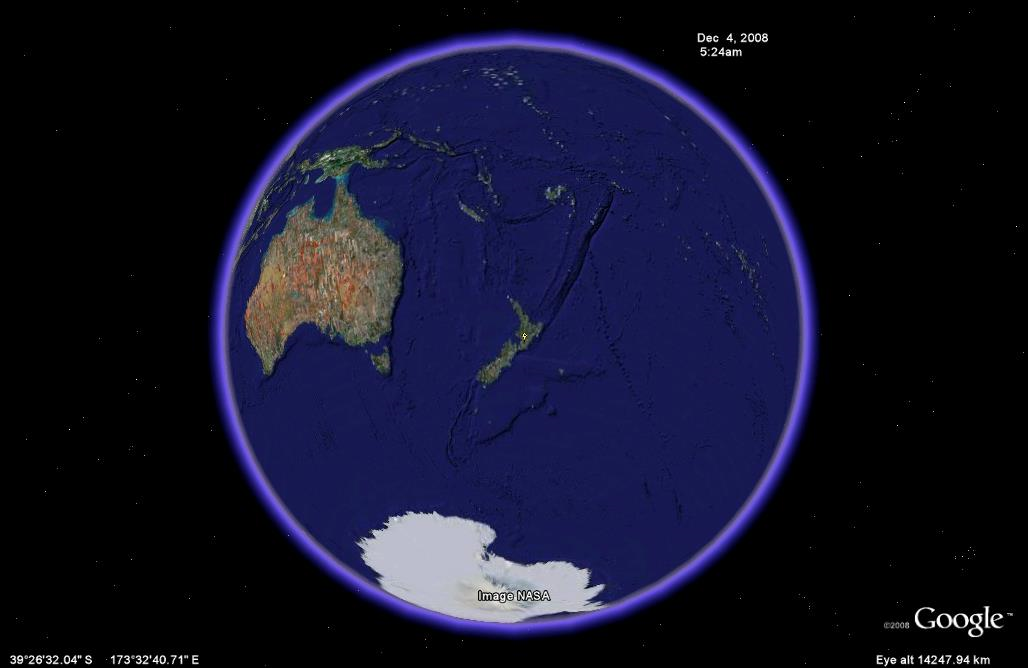 Dec 4, 2008
5:24am
Image NASA
©2008 Google™
39°26'32.04" S 173°32'40.71" E
Eye alt 14247.94 km